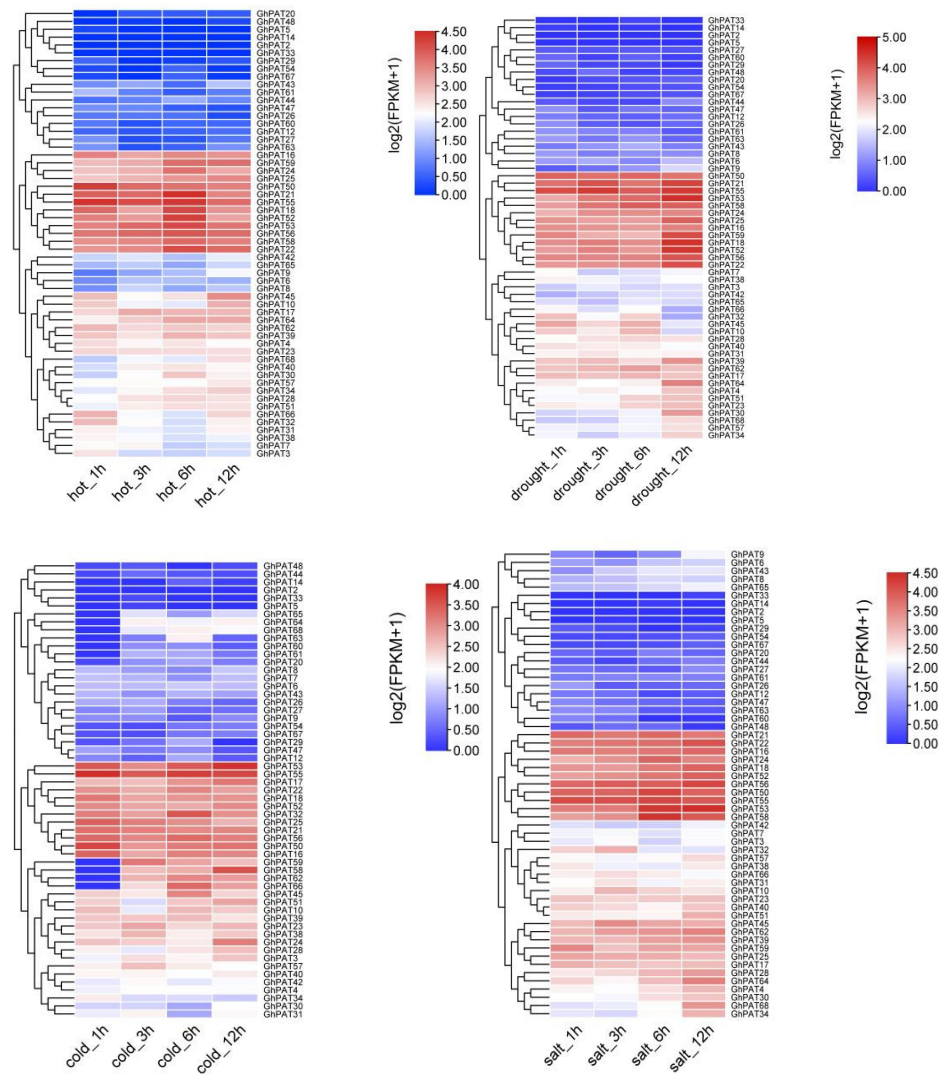 GhPAT20
GhPAT48
GhPAT5
GhPAT14
GhPAT2
GhPAT33
GhPAT29
GhPAT54
GhPAT67
GhPAT43
GhPAT61
GhPAT44
GhPAT47
GhPAT26
GhPAT60
GhPAT12
GhPAT27
GhPAT63
GhPAT16
GhPAT59
GhPAT24
GhPAT25
GhPAT50
GhPAT21
GhPAT55
GhPAT18
GhPAT52
GhPAT53
GhPAT56
GhPAT58
GhPAT22
GhPAT42
GhPAT65
GhPAT9
GhPAT6
GhPAT8
GhPAT45
GhPAT10
GhPAT17
GhPAT64
GhPAT62
GhPAT39
GhPAT4
GhPAT23
GhPAT68
GhPAT40
GhPAT30
GhPAT57
GhPAT34
GhPAT28
GhPAT51
GhPAT66
GhPAT32
GhPAT31
GhPAT38
GhPAT7
GhPAT3
hot_1h
hot_3h
hot_6h
hot_12h
log2(FPKM+1)
4.50
4.00
3.50
3.00
2.50
2.00
1.50
1.00
0.50
0.00
GhPAT33
GhPAT14
GhPAT2
GhPAT5
GhPAT27
GhPAT60
GhPAT29
GhPAT48
GhPAT20
GhPAT54
GhPAT67
GhPAT44
GhPAT47
GhPAT12
GhPAT26
GhPAT61
GhPAT63
GhPAT43
GhPAT8
GhPAT6
GhPAT9
GhPAT50
GhPAT21
GhPAT55
GhPAT53
GhPAT58
GhPAT24
GhPAT25
GhPAT16
GhPAT59
GhPAT18
GhPAT52
GhPAT56
GhPAT22
GhPAT7
GhPAT38
GhPAT3
GhPAT42
GhPAT65
GhPAT66
GhPAT32
GhPAT45
GhPAT10
GhPAT28
GhPAT40
GhPAT31
GhPAT39
GhPAT62
GhPAT17
GhPAT64
GhPAT4
GhPAT51
GhPAT23
GhPAT30
GhPAT68
GhPAT57
GhPAT34
drought_1h
drought_3h
drought_6h
drought_12h
log2(FPKM+1)
5.00
4.00
3.00
2.00
1.00
GhPAT48
GhPAT44
GhPAT14
GhPAT2
GhPAT33
GhPAT5
GhPAT65
GhPAT64
GhPAT68
GhPAT63
GhPAT60
GhPAT61
GhPAT20
GhPAT8
GhPAT7
GhPAT6
GhPAT43
GhPAT26
GhPAT27
GhPAT9
GhPAT54
GhPAT67
GhPAT29
GhPAT47
GhPAT12
GhPAT53
GhPAT55
GhPAT17
GhPAT22
GhPAT18
GhPAT52
GhPAT32
GhPAT25
GhPAT21
GhPAT56
GhPAT50
GhPAT16
GhPAT59
GhPAT58
GhPAT62
GhPAT66
GhPAT45
GhPAT51
GhPAT10
GhPAT39
GhPAT23
GhPAT38
GhPAT24
GhPAT28
GhPAT3
GhPAT57
GhPAT40
GhPAT42
GhPAT4
GhPAT34
GhPAT30
GhPAT31
cold_1h
cold_3h
cold_6h
cold_12h
log2(FPKM+1)
4.00
3.50
3.00
2.50
2.00
1.50
1.00
0.50
0.00
GhPAT9
GhPAT6
GhPAT43
GhPAT8
GhPAT65
GhPAT33
GhPAT14
GhPAT2
GhPAT5
GhPAT29
GhPAT54
GhPAT67
GhPAT20
GhPAT44
GhPAT27
GhPAT61
GhPAT26
GhPAT12
GhPAT47
GhPAT63
GhPAT60
GhPAT48
GhPAT21
GhPAT22
GhPAT16
GhPAT24
GhPAT18
GhPAT52
GhPAT56
GhPAT50
GhPAT55
GhPAT53
GhPAT58
GhPAT42
GhPAT7
GhPAT3
GhPAT32
GhPAT57
GhPAT38
GhPAT66
GhPAT31
GhPAT10
GhPAT23
GhPAT40
GhPAT51
GhPAT45
GhPAT62
GhPAT39
GhPAT59
GhPAT25
GhPAT17
GhPAT28
GhPAT64
GhPAT4
GhPAT30
GhPAT68
GhPAT34
salt_1h
salt_3h
salt_6h
salt_12h
log2(FPKM+1)
4.50
4.00
3.50
3.00
2.50
2.00
1.50
1.00
0.50
0.00